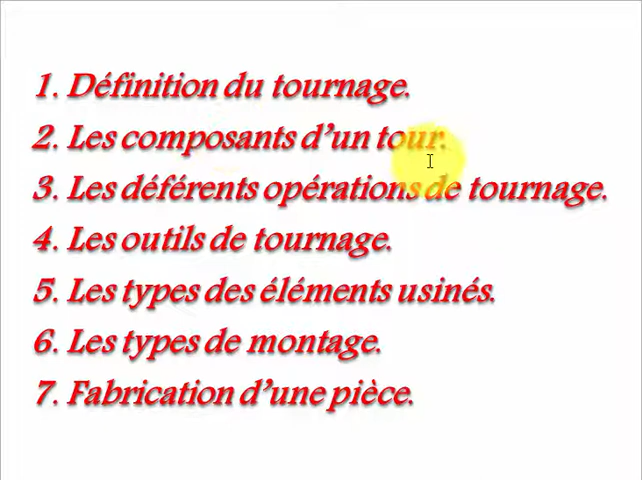 1. Définition du tournage.
2. Les composants d'un tour.
3. Les déférents opérations de tournage.
4. Les outils de tournage.
5. Les types des éléments usinés.
6. Les types de montage.
7. Fabrication d'une pièce.